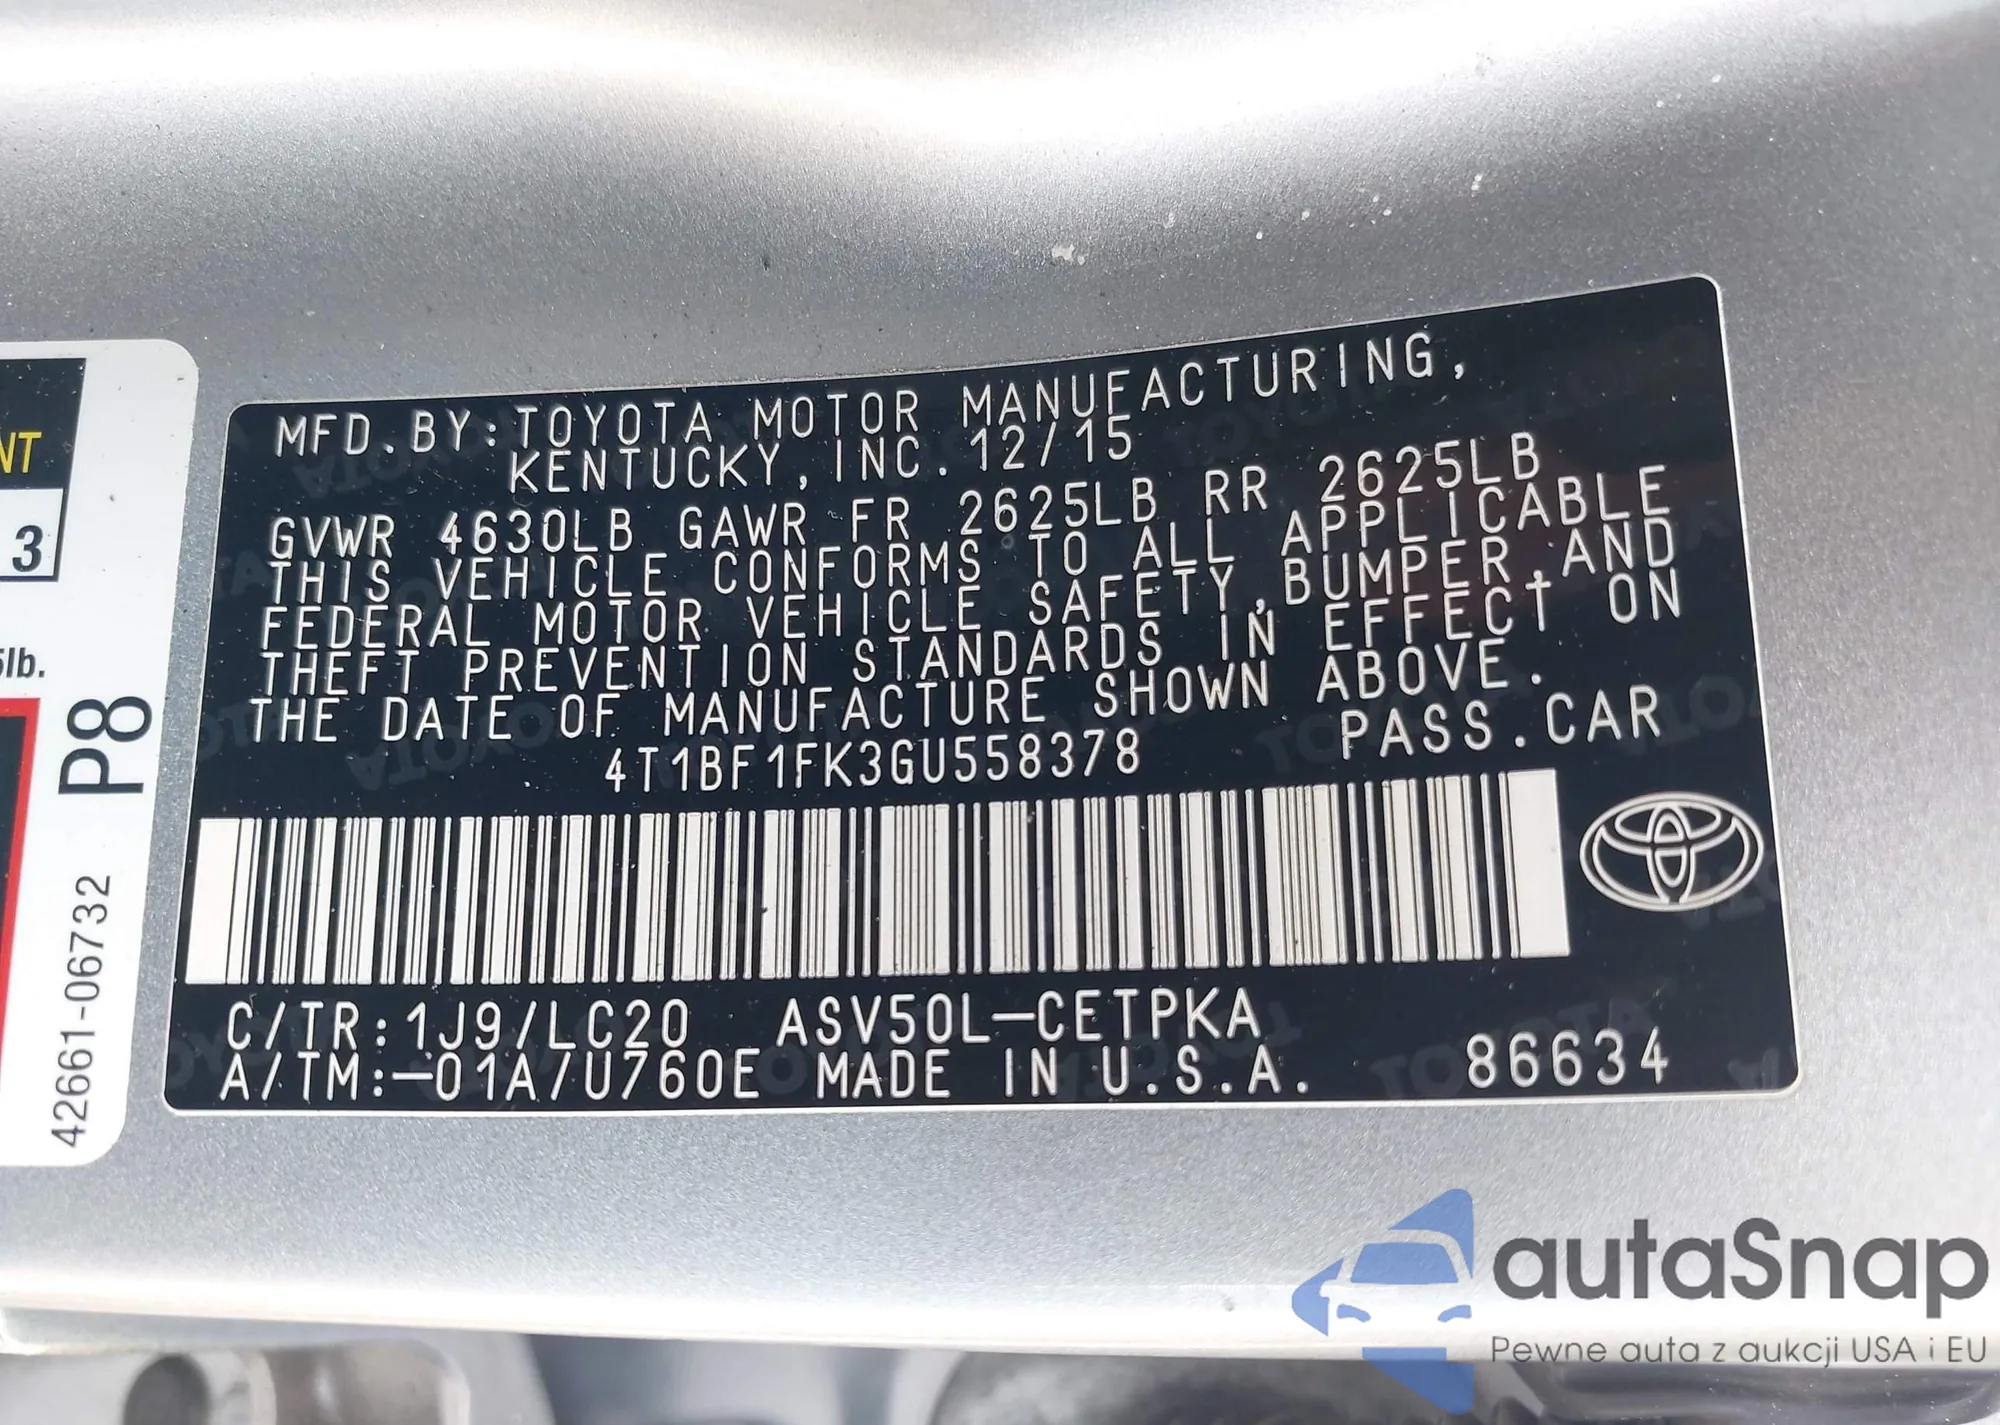 MFD.BY:TOYOTA MOTOR MANUFACTURING,
KENTUCKY,INC.12/15
GVWR 4630LB GAWR FR 2625LB RR 2625LB
THIS VEHICLE CONFORMS TO ALL APPLICABLE
FEDERAL MOTOR VEHICLE SAFETY,BUMPER,AND
THEFT PREVENTION STANDARDS IN EFFECT ON
THE DATE OF MANUFACTURE SHOWN ABOVE.
4T1BF1FK3GU558378 PASS.CAR
C/TR:1J9/LC20 ASV50L-CETPKA
A/TM:-01A/U760E MADE IN U.S.A. 86634
NT
3
5lb.
P8
42661-06732
autaSnap
Pewne auta z aukcji USA i EU